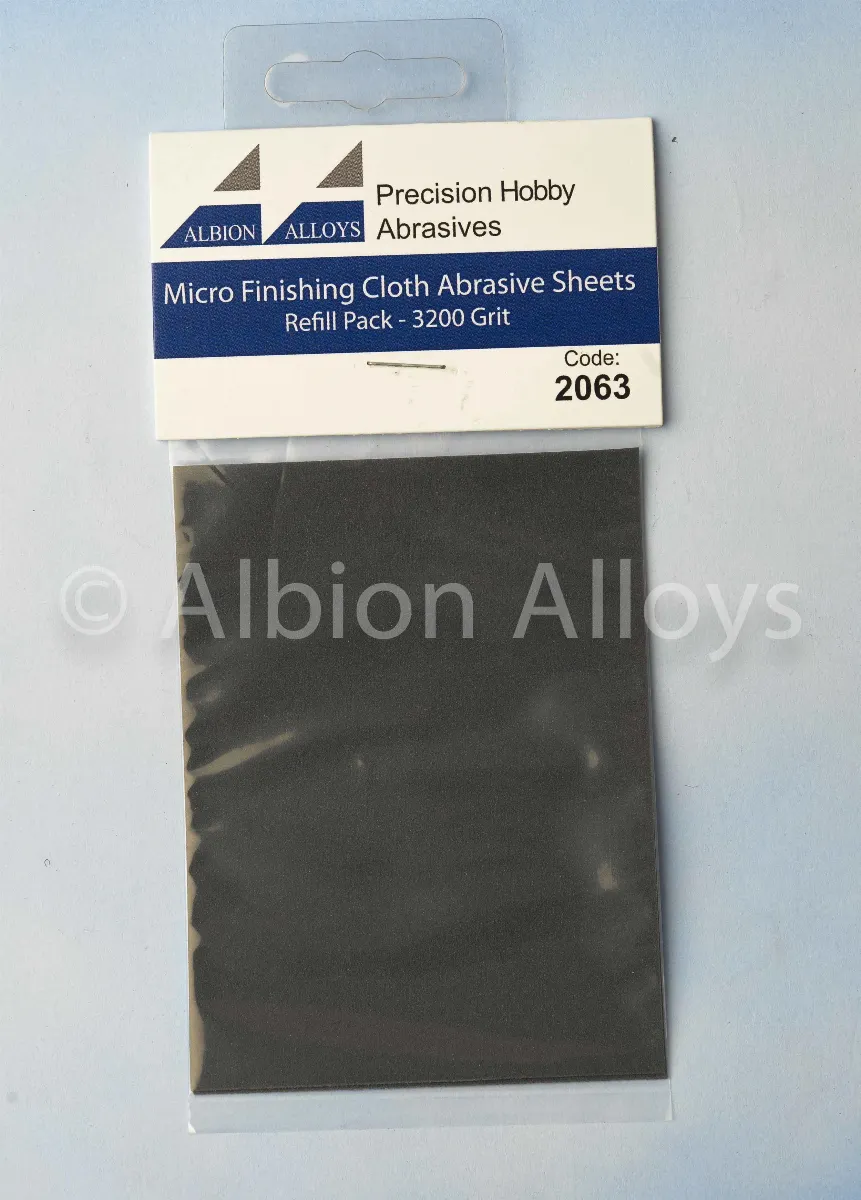 ALBION ALLOYS
Precision Hobby
Abrasives
Micro Finishing Cloth Abrasive Sheets
Refill Pack - 3200 Grit
Code:
2063
© Albion Alloys